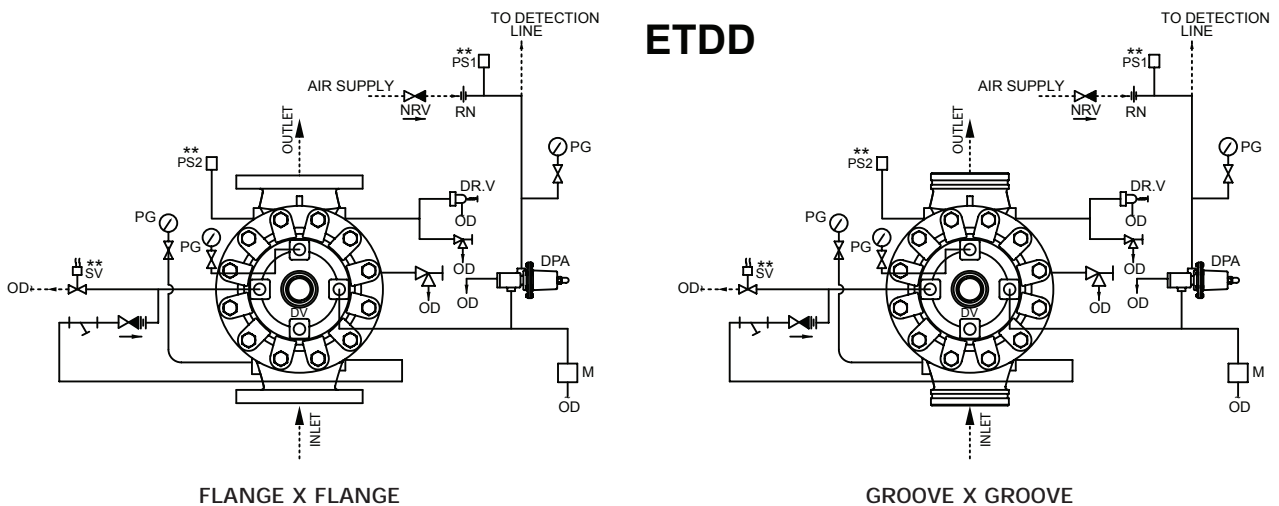 ETDD
TO DETECTION
LINE
**
PS1
AIR SUPPLY
NRV
RN
OUTLET
**
PS2
PG
DR.V
OD
PG
PG
OD
**
SV
OD
DPA
OD
OD
DV
M
OD
INLET
FLANGE X FLANGE
TO DETECTION
LINE
**
PS1
AIR SUPPLY
NRV
RN
OUTLET
**
PS2
PG
DR.V
OD
PG
PG
OD
**
SV
OD
DPA
OD
OD
DV
M
OD
INLET
GROOVE X GROOVE